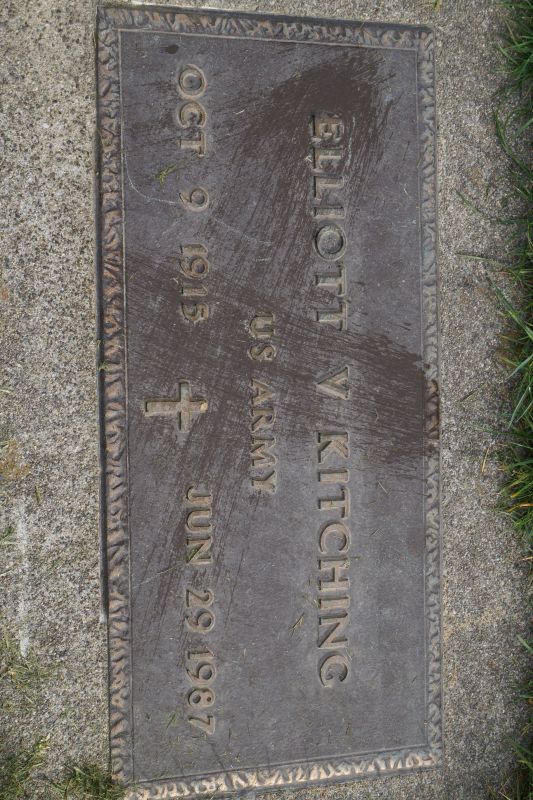 ELLIOTT V KITCHING
US ARMY
OCT 9 1915 JUN 29 1987